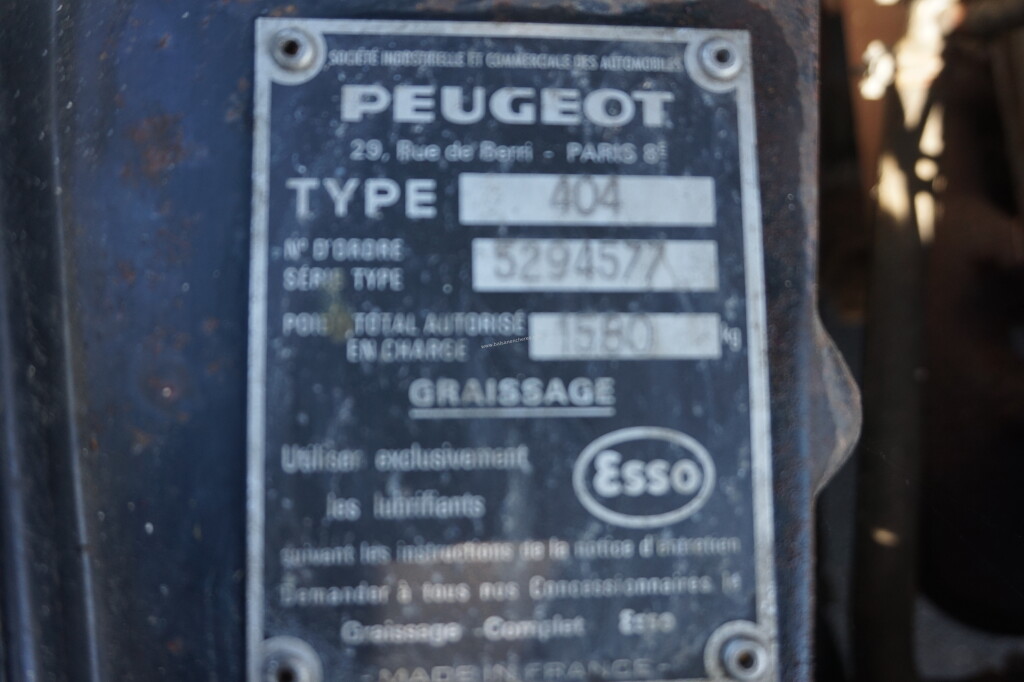 SOCIÉTÉ INDUSTRIELLE ET COMMERCIALE DES AUTOMOBILES
PEUGEOT
29, Rue de Berri - PARIS 8E
TYPE 404
N° D'ORDRE
SÉRIE TYPE 5294577
POIDS TOTAL AUTORISÉ
EN CHARGE 1580 kg
GRAISSAGE
Utiliser exclusivement
les lubrifiants
Esso
suivant les instructions de la notice d'entretien
Demander à tous nos Concessionnaires le
Graissage Complet Esso
- MADE IN FRANCE -